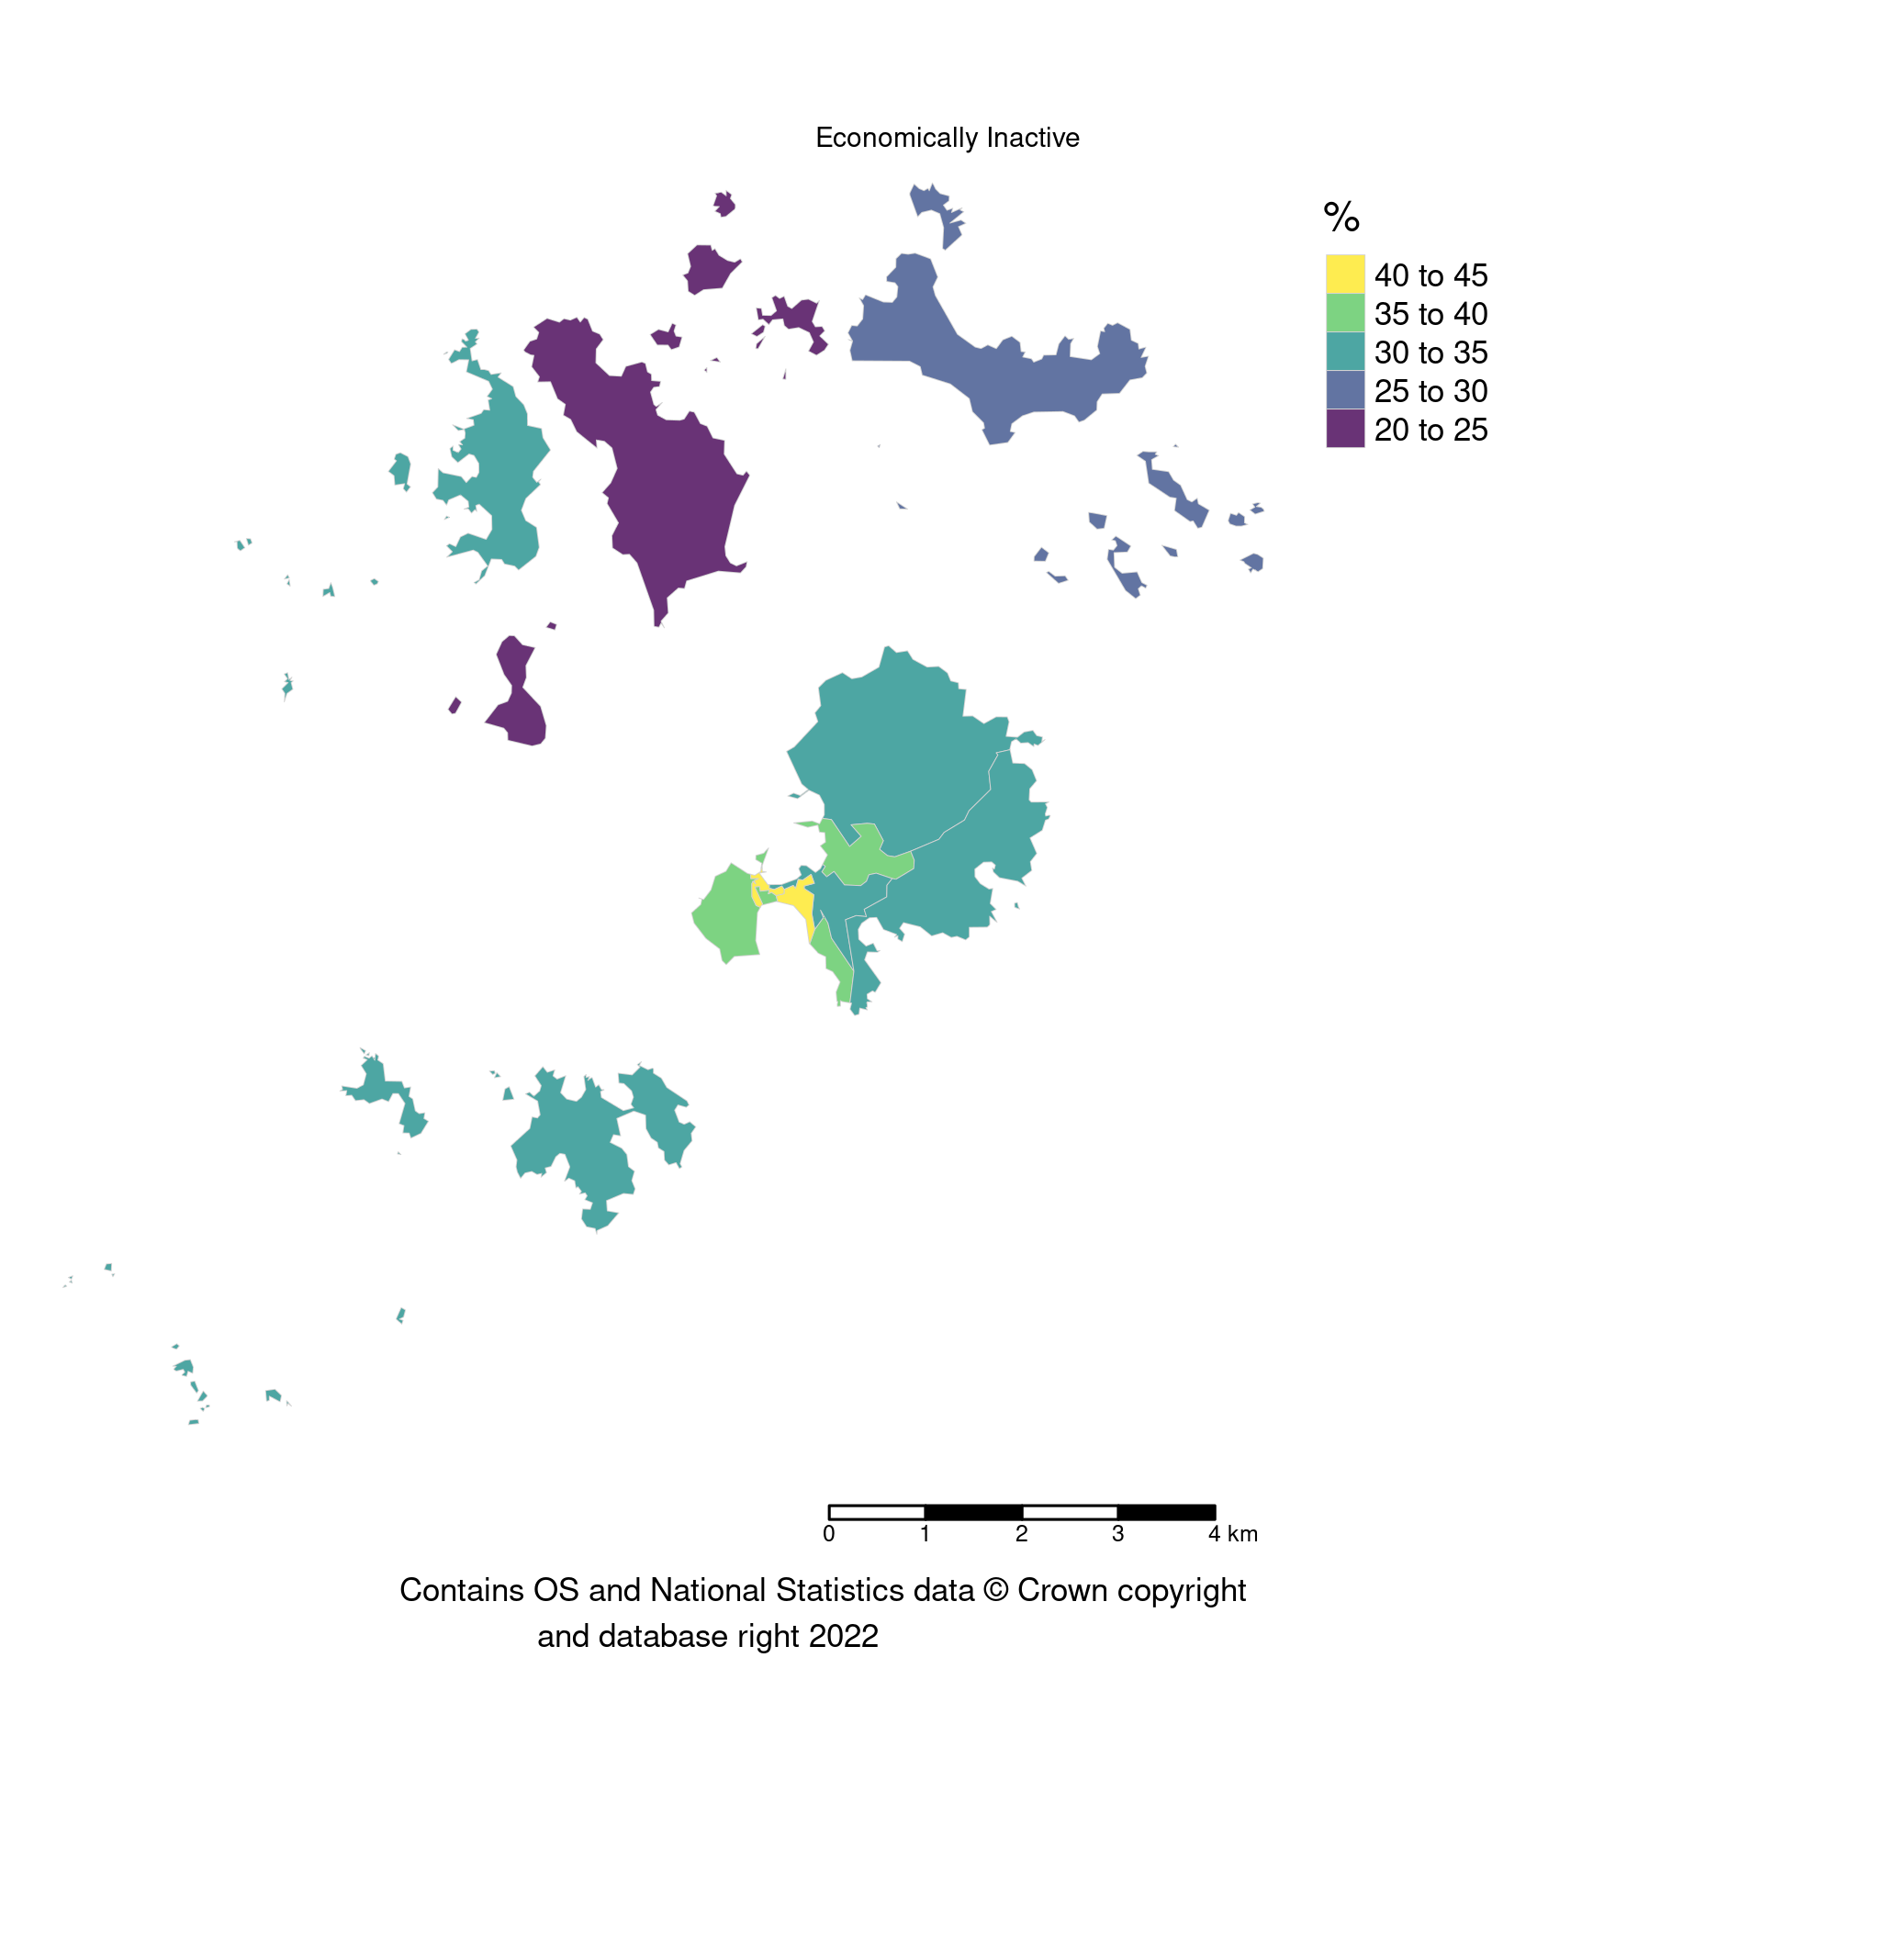 Economically Inactive
%
40 to 45
35 to 40
30 to 35
25 to 30
20 to 25
0 1 2 3 4 km
Contains OS and National Statistics data © Crown copyright
and database right 2022